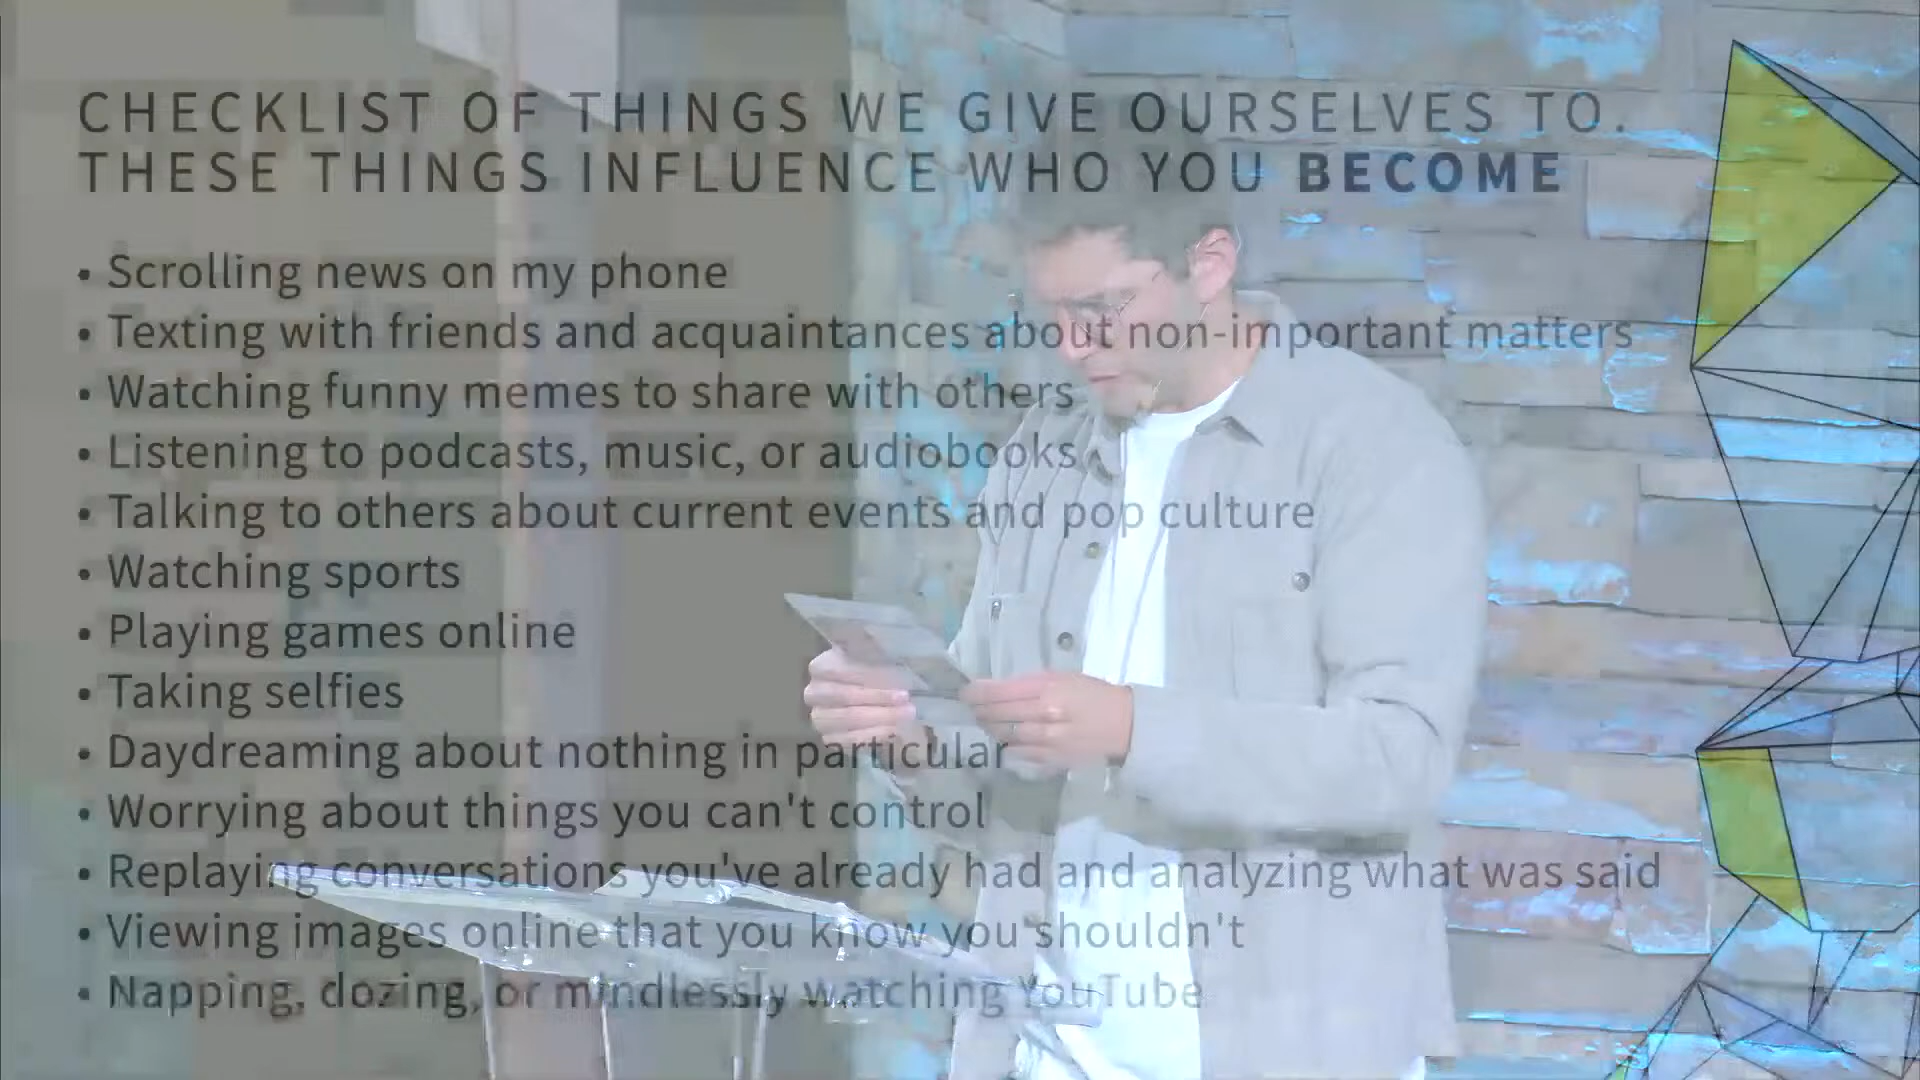 CHECKLIST OF THINGS WE GIVE OURSELVES TO.
THESE THINGS INFLUENCE WHO YOU BECOME
• Scrolling news on my phone
• Texting with friends and acquaintances about non-important matters
• Watching funny memes to share with others
• Listening to podcasts, music, or audiobooks
• Talking to others about current events and pop culture
• Watching sports
• Playing games online
• Taking selfies
• Daydreaming about nothing in particular
• Worrying about things you can't control
• Replaying conversations you've already had and analyzing what was said
• Viewing images online that you know you shouldn't
• Napping, dozing, or mindlessly watching YouTube